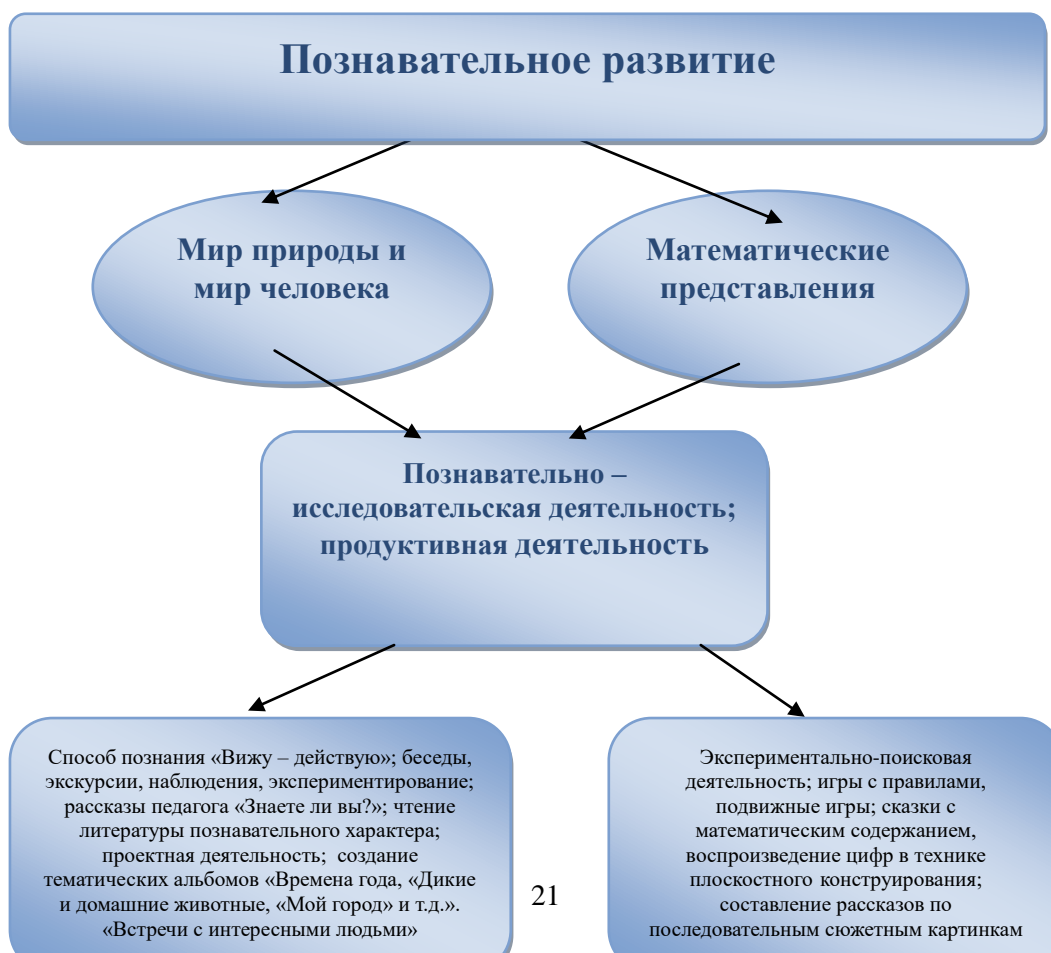 Познавательное развитие
Мир природы и
мир человека
Математические
представления
Познавательно –
исследовательская деятельность;
продуктивная деятельность
Способ познания «Вижу – действую»; беседы,
экскурсии, наблюдения, экспериментирование;
рассказы педагога «Знаете ли вы?»; чтение
литературы познавательного характера;
проектная деятельность; создание
тематических альбомов «Времена года, «Дикие
и домашние животные, «Мой город» и т.д.».
«Встречи с интересными людьми»
Экспериментально-поисковая
деятельность; игры с правилами,
подвижные игры; сказки с
математическим содержанием,
воспроизведение цифр в технике
плоскостного конструирования;
составление рассказов по
последовательным сюжетным картинкам
21